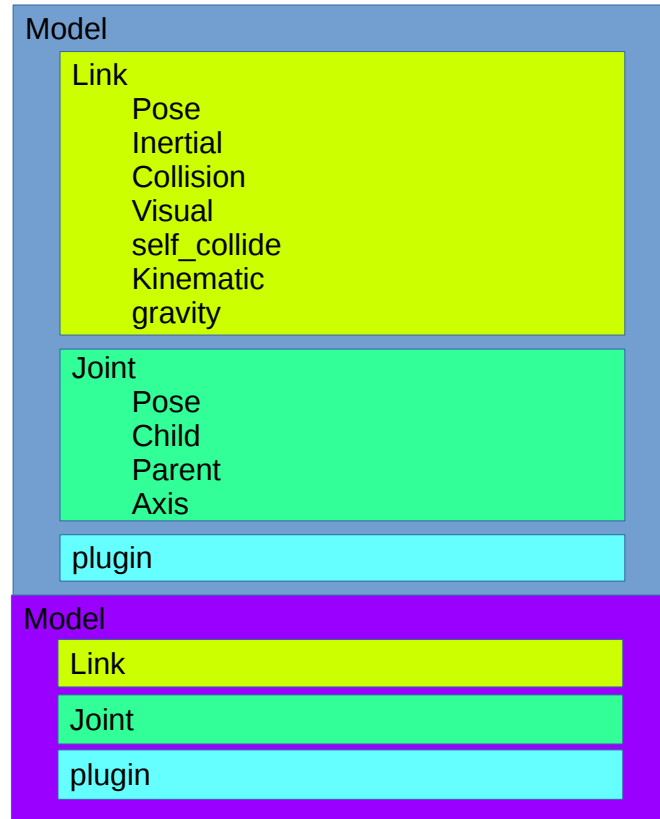 Model
Link
Pose
Inertial
Collision
Visual
self_collide
Kinematic
gravity
Joint
Pose
Child
Parent
Axis
plugin
Model
Link
Joint
plugin